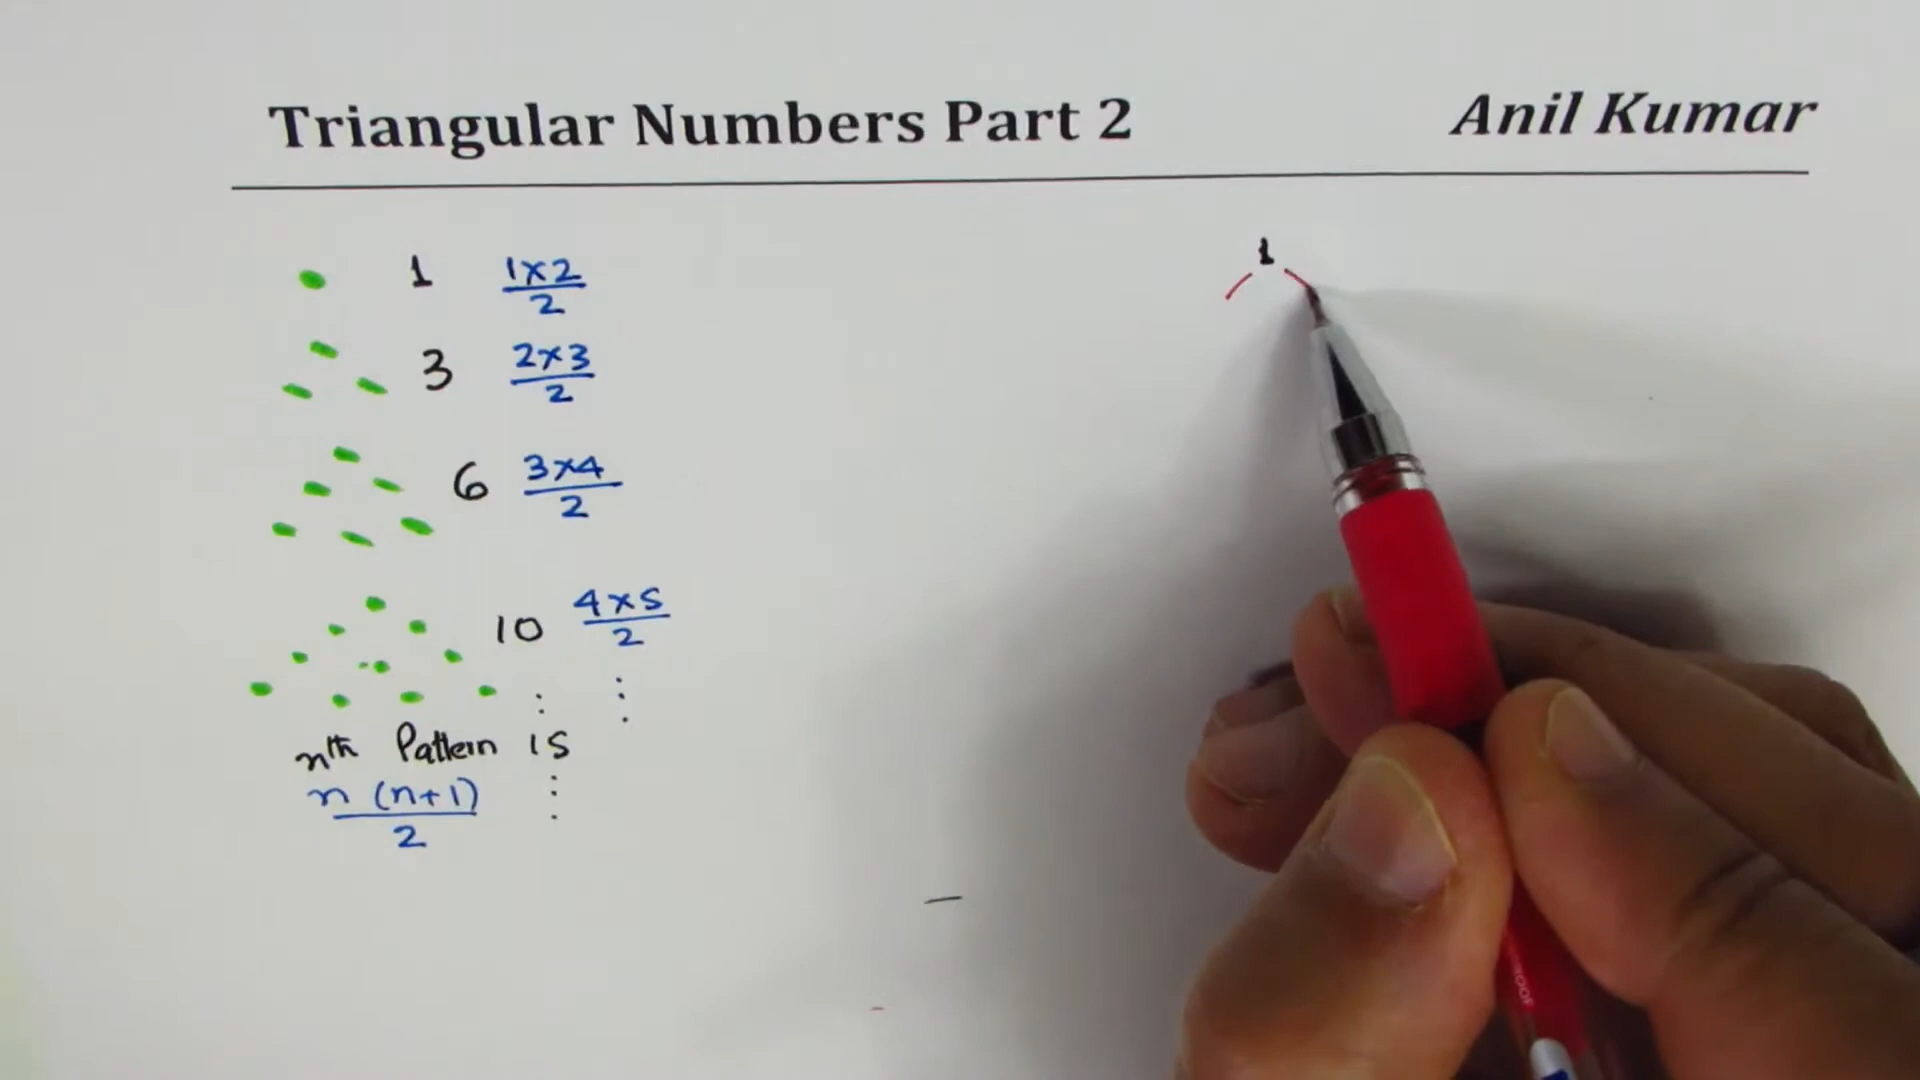 Triangular Numbers Part 2
Anil Kumar
1 1x2/2
3 2x3/2
6 3x4/2
10 4x5/2
: :
nth Pattern is
n (n+1)/2 :
1